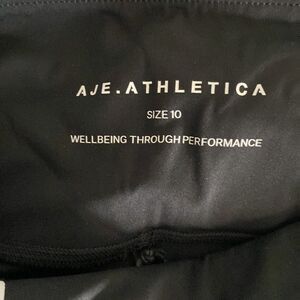 AJE.ATHLETICA
SIZE 10
WELLBEING THROUGH PERFORMANCE